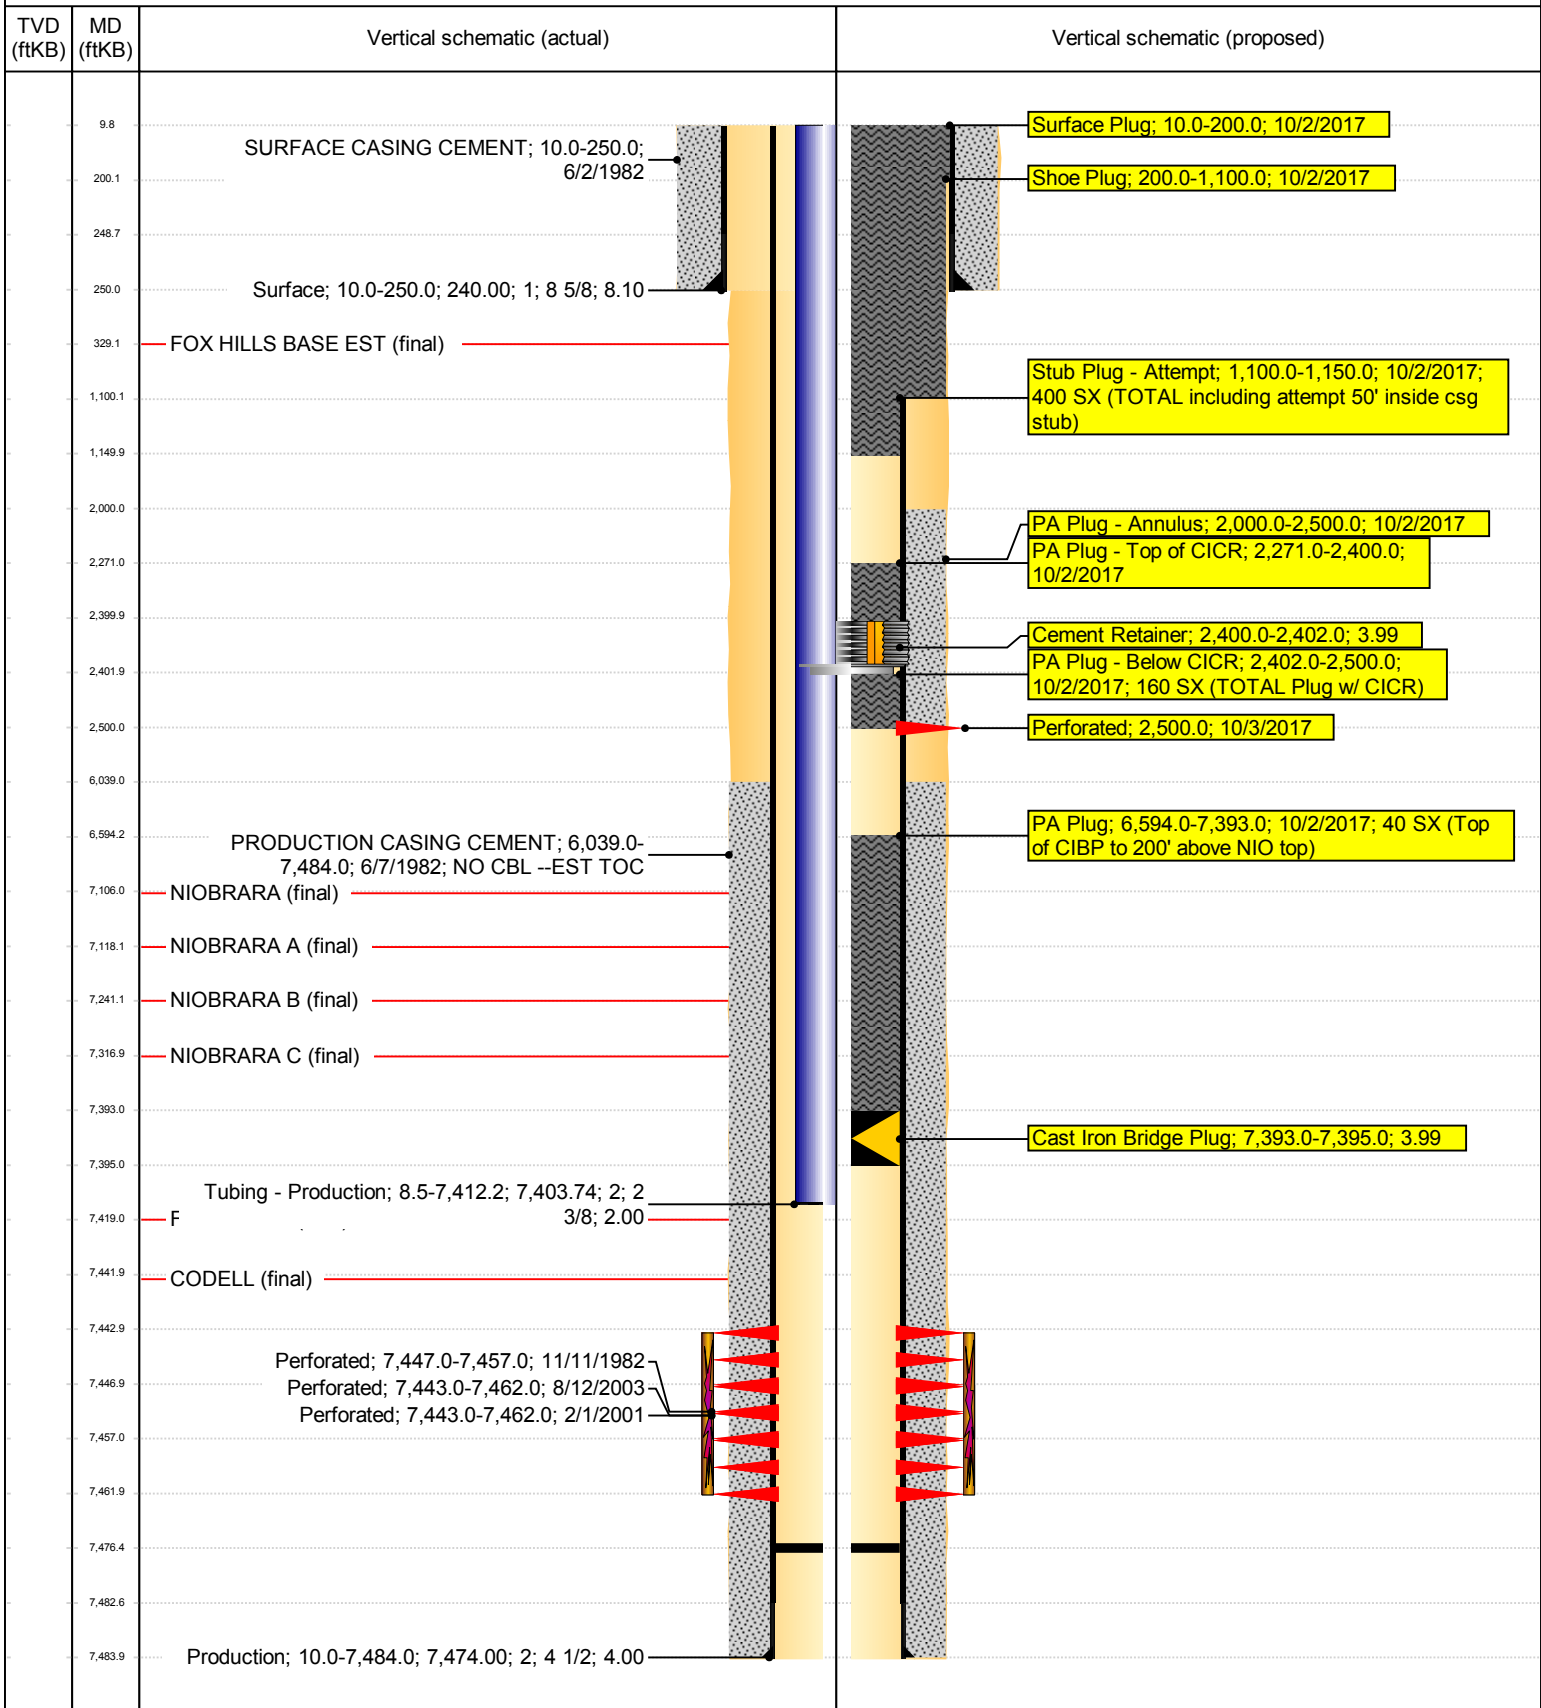 TVD (ftKB)
MD (ftKB)
Vertical schematic (actual)
Vertical schematic (proposed)
9.8
Surface Plug; 10.0-200.0; 10/2/2017
SURFACE CASING CEMENT; 10.0-250.0;
6/2/1982
200.1
Shoe Plug; 200.0-1,100.0; 10/2/2017
248.7
250.0
Surface; 10.0-250.0; 240.00; 1; 8 5/8; 8.10
329.1
FOX HILLS BASE EST (final)
Stub Plug - Attempt; 1,100.0-1,150.0; 10/2/2017;
400 SX (TOTAL including attempt 50' inside csg
stub)
1,100.1
1,149.9
2,000.0
PA Plug - Annulus; 2,000.0-2,500.0; 10/2/2017
PA Plug - Top of CICR; 2,271.0-2,400.0;
10/2/2017
2,271.0
2,399.9
Cement Retainer; 2,400.0-2,402.0; 3.99
2,401.9
PA Plug - Below CICR; 2,402.0-2,500.0;
10/2/2017; 160 SX (TOTAL Plug w/ CICR)
2,500.0
Perforated; 2,500.0; 10/3/2017
6,039.0
6,594.2
PA Plug; 6,594.0-7,393.0; 10/2/2017; 40 SX (Top
of CIBP to 200' above NIO top)
PRODUCTION CASING CEMENT; 6,039.0-
7,484.0; 6/7/1982; NO CBL --EST TOC
7,106.0
NIOBRARA (final)
7,118.1
NIOBRARA A (final)
7,241.1
NIOBRARA B (final)
7,316.9
NIOBRARA C (final)
7,393.0
Cast Iron Bridge Plug; 7,393.0-7,395.0; 3.99
7,395.0
Tubing - Production; 8.5-7,412.2; 7,403.74; 2; 2
3/8; 2.00
7,419.0
7,441.9
CODELL (final)
7,442.9
Perforated; 7,447.0-7,457.0; 11/11/1982
7,446.9
Perforated; 7,443.0-7,462.0; 8/12/2003
Perforated; 7,443.0-7,462.0; 2/1/2001
7,457.0
7,461.9
7,476.4
7,482.6
7,483.9
Production; 10.0-7,484.0; 7,474.00; 2; 4 1/2; 4.00